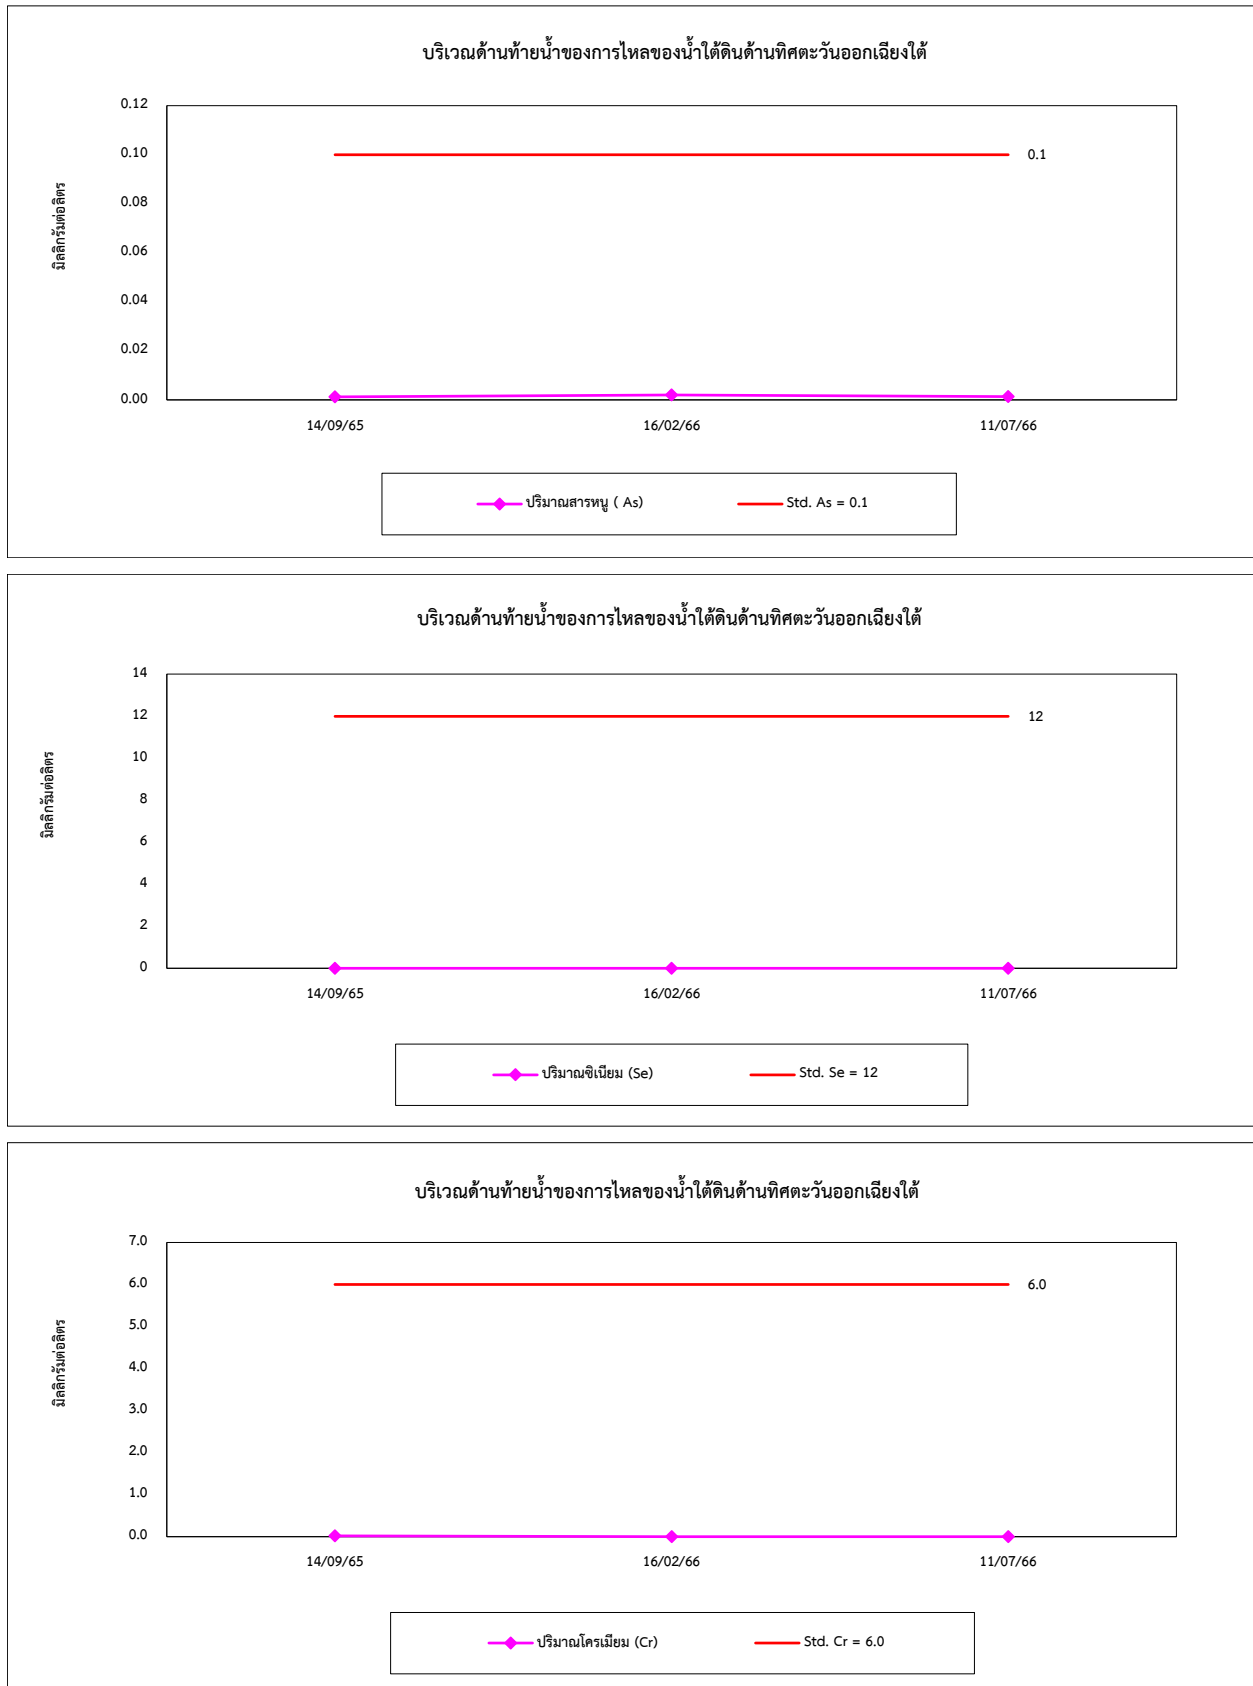 บริเวณด้านท้ายน้ำของการไหลของน้ำใต้ดินด้านทิศตะวันออกเฉียงใต้
มิลลิกรัมต่อลิตร
0.12
0.10
0.08
0.06
0.04
0.02
0.00
0.1
14/09/65 16/02/66 11/07/66
ปริมาณสารหนู ( As) Std. As = 0.1
บริเวณด้านท้ายน้ำของการไหลของน้ำใต้ดินด้านทิศตะวันออกเฉียงใต้
มิลลิกรัมต่อลิตร
14
12
10
8
6
4
2
0
12
14/09/65 16/02/66 11/07/66
ปริมาณซิเนียม (Se) Std. Se = 12
บริเวณด้านท้ายน้ำของการไหลของน้ำใต้ดินด้านทิศตะวันออกเฉียงใต้
มิลลิกรัมต่อลิตร
7.0
6.0
5.0
4.0
3.0
2.0
1.0
0.0
6.0
14/09/65 16/02/66 11/07/66
ปริมาณโครเมียม (Cr) Std. Cr = 6.0